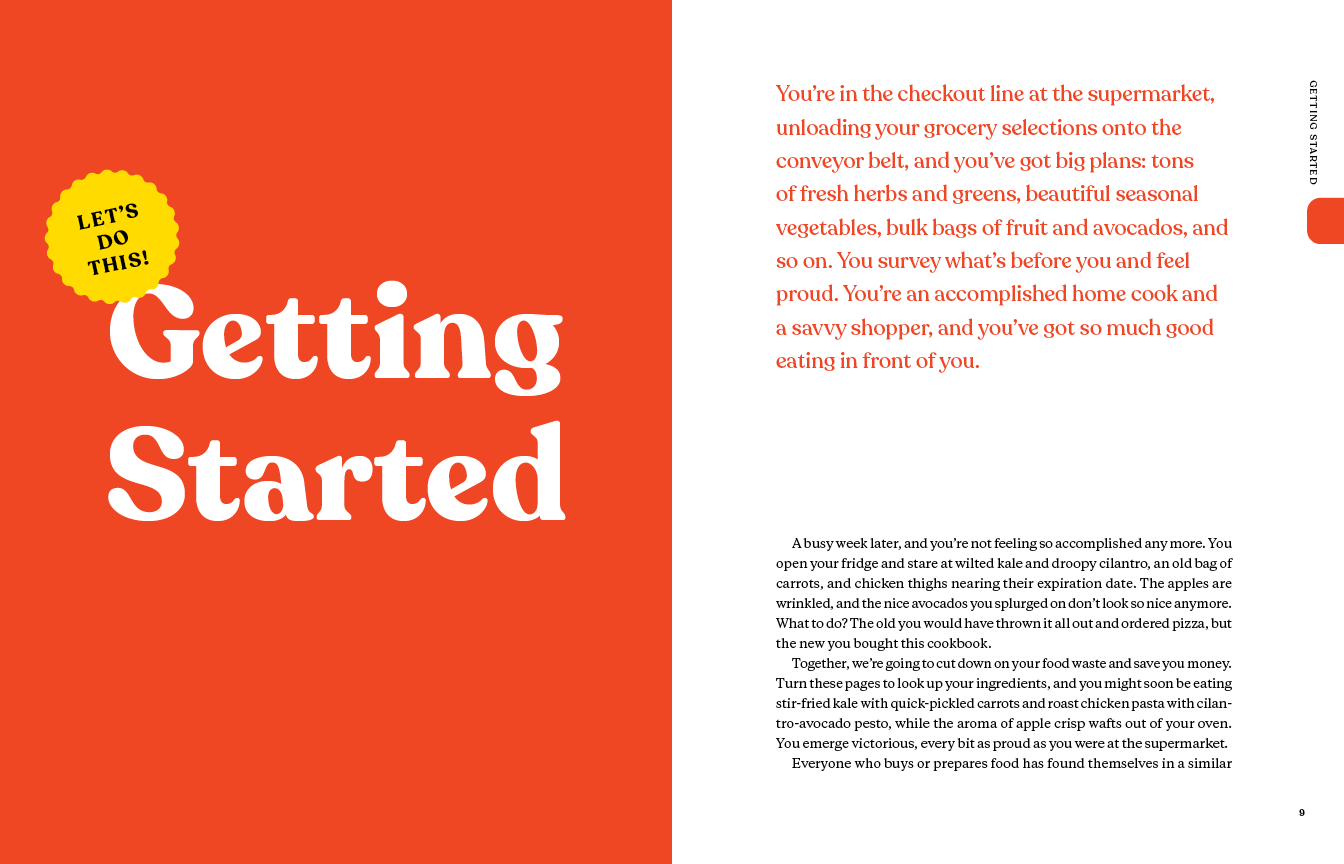 LET'S
DO
THIS!
Getting
Started
You're in the checkout line at the supermarket,
unloading your grocery selections onto the
conveyor belt, and you've got big plans: tons
of fresh herbs and greens, beautiful seasonal
vegetables, bulk bags of fruit and avocados, and
so on. You survey what's before you and feel
proud. You're an accomplished home cook and
a savvy shopper, and you've got so much good
eating in front of you.
A busy week later, and you're not feeling so accomplished any more. You
open your fridge and stare at wilted kale and droopy cilantro, an old bag of
carrots, and chicken thighs nearing their expiration date. The apples are
wrinkled, and the nice avocados you splurged on don't look so nice anymore.
What to do? The old you would have thrown it all out and ordered pizza, but
the new you bought this cookbook.
Together, we're going to cut down on your food waste and save you money.
Turn these pages to look up your ingredients, and you might soon be eating
stir-fried kale with quick-pickled carrots and roast chicken pasta with cilan-
tro-avocado pesto, while the aroma of apple crisp wafts out of your oven.
You emerge victorious, every bit as proud as you were at the supermarket.
Everyone who buys or prepares food has found themselves in a similar
GETTING STARTED
9